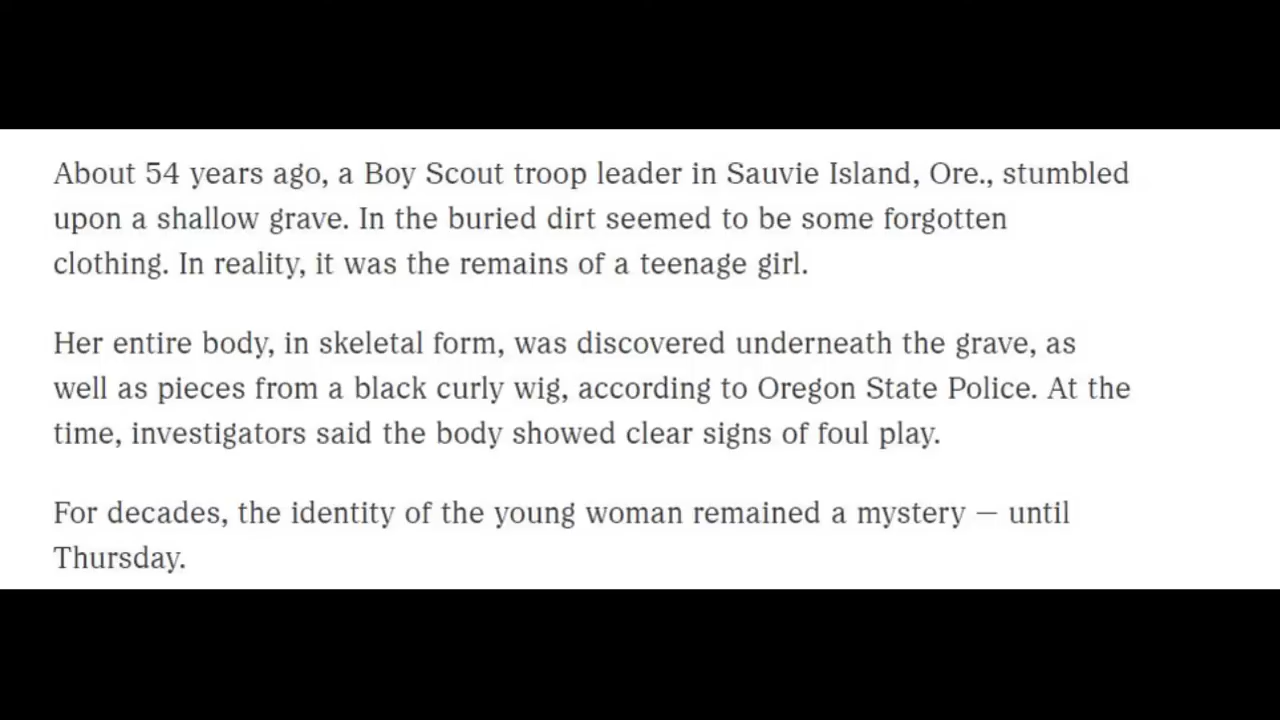 About 54 years ago, a Boy Scout troop leader in Sauvie Island, Ore., stumbled
upon a shallow grave. In the buried dirt seemed to be some forgotten
clothing. In reality, it was the remains of a teenage girl.
Her entire body, in skeletal form, was discovered underneath the grave, as
well as pieces from a black curly wig, according to Oregon State Police. At the
time, investigators said the body showed clear signs of foul play.
For decades, the identity of the young woman remained a mystery — until
Thursday.